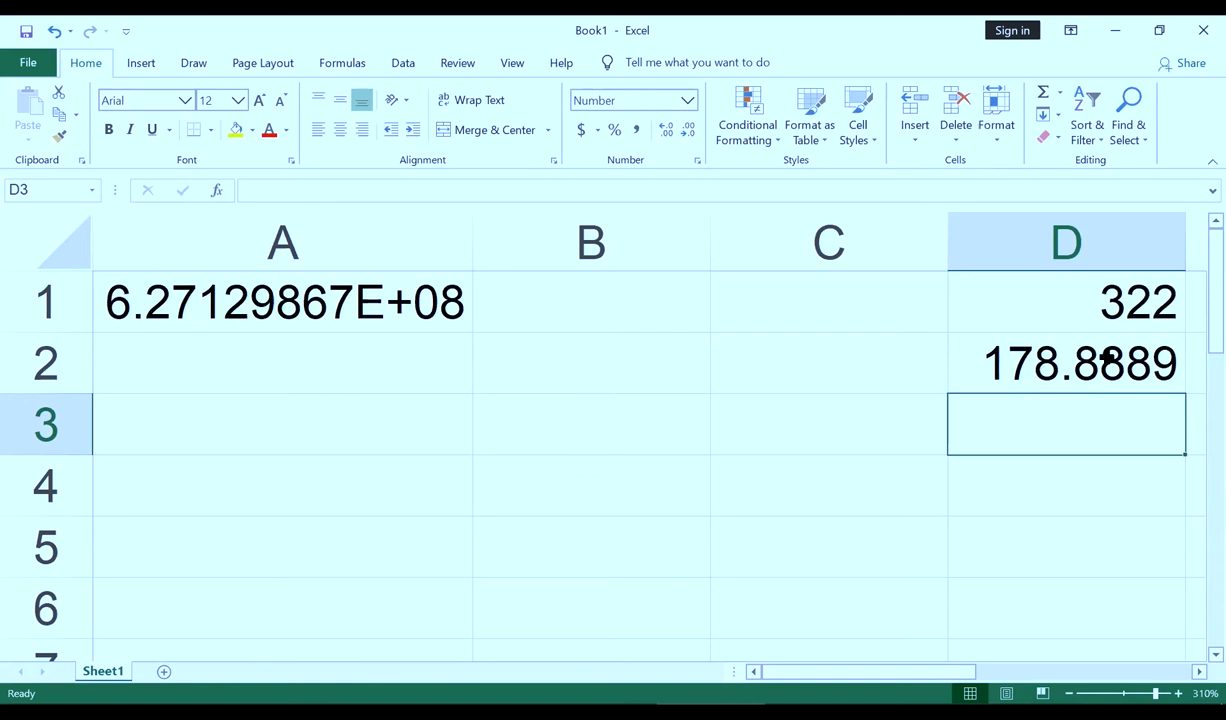 Book1 - Excel
Sign in
File Home Insert Draw Page Layout Formulas Data Review View Help Tell me what you want to do Share
Paste
Arial 12
B I U A A A
ab Wrap Text
Merge & Center
Number
$ % ,
Conditional Formatting
Format as Table
Cell Styles
Insert Delete Format
Σ
Sort & Filter
Find & Select
Clipboard Font Alignment Number Styles Cells Editing
D3 fx
A B C D
1 6.27129867E+08 322
2 178.8889
3
4
5
6
Sheet1
Ready 310%